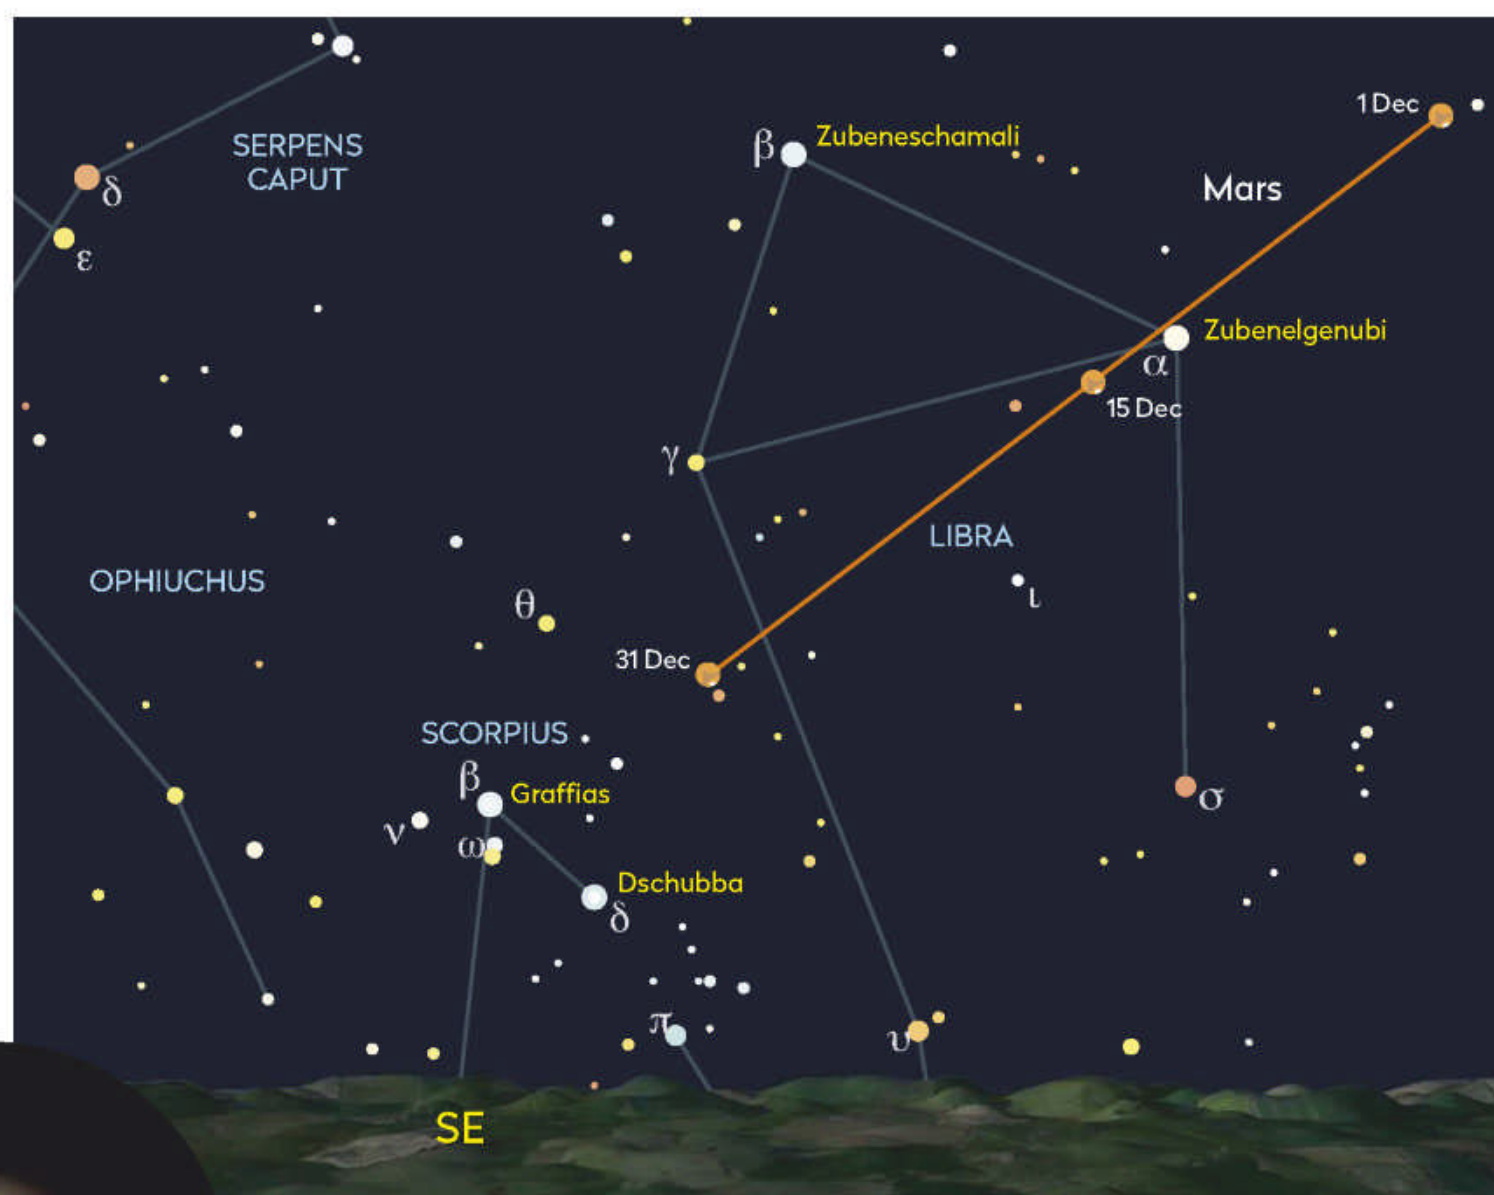 1 Dec
β Zubeneschamali
SERPENS
CAPUT
δ
Mars
ε
Zubenelgenubi
α
15 Dec
γ
LIBRA
OPHIUCHUS
θ
ι
31 Dec
SCORPIUS
β
Graffias
σ
ν
ω
Dschubba
δ
π
υ
SE